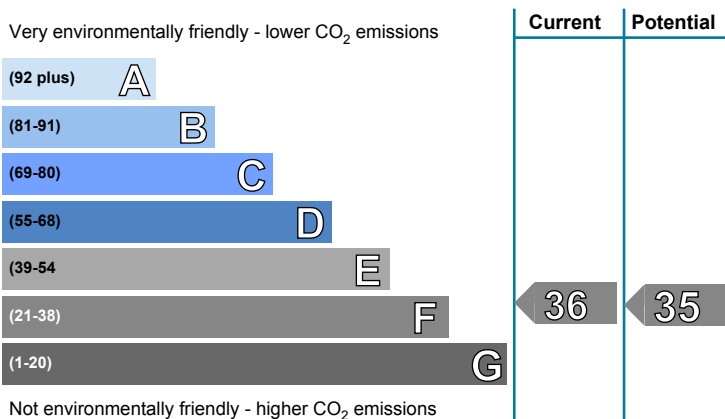 Very environmentally friendly - lower CO2 emissions
Current
Potential
(92 plus) A
(81-91) B
(69-80) C
(55-68) D
(39-54 E
(21-38) F
36
35
(1-20) G
Not environmentally friendly - higher CO2 emissions